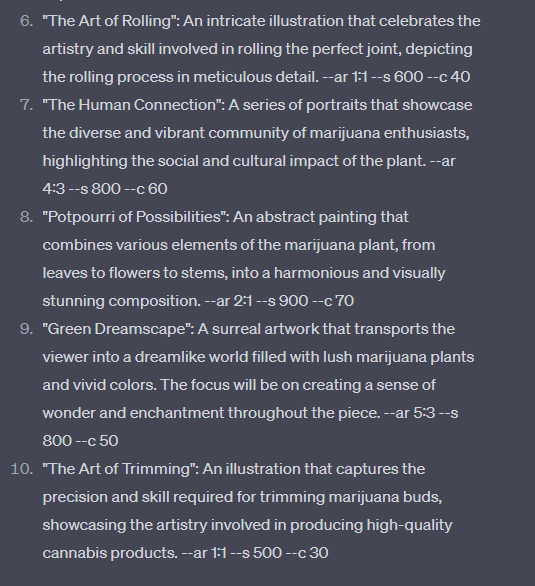 6. "The Art of Rolling": An intricate illustration that celebrates the
artistry and skill involved in rolling the perfect joint, depicting
the rolling process in meticulous detail. --ar 1:1 --s 600 --c 40
7. "The Human Connection": A series of portraits that showcase
the diverse and vibrant community of marijuana enthusiasts,
highlighting the social and cultural impact of the plant. --ar
4:3 --s 800 --c 60
8. "Potpourri of Possibilities": An abstract painting that
combines various elements of the marijuana plant, from
leaves to flowers to stems, into a harmonious and visually
stunning composition. --ar 2:1 --s 900 --c 70
9. "Green Dreamscape": A surreal artwork that transports the
viewer into a dreamlike world filled with lush marijuana plants
and vivid colors. The focus will be on creating a sense of
wonder and enchantment throughout the piece. --ar 5:3 --s
800 --c 50
10. "The Art of Trimming": An illustration that captures the
precision and skill required for trimming marijuana buds,
showcasing the artistry involved in producing high-quality
cannabis products. --ar 1:1 --s 500 --c 30